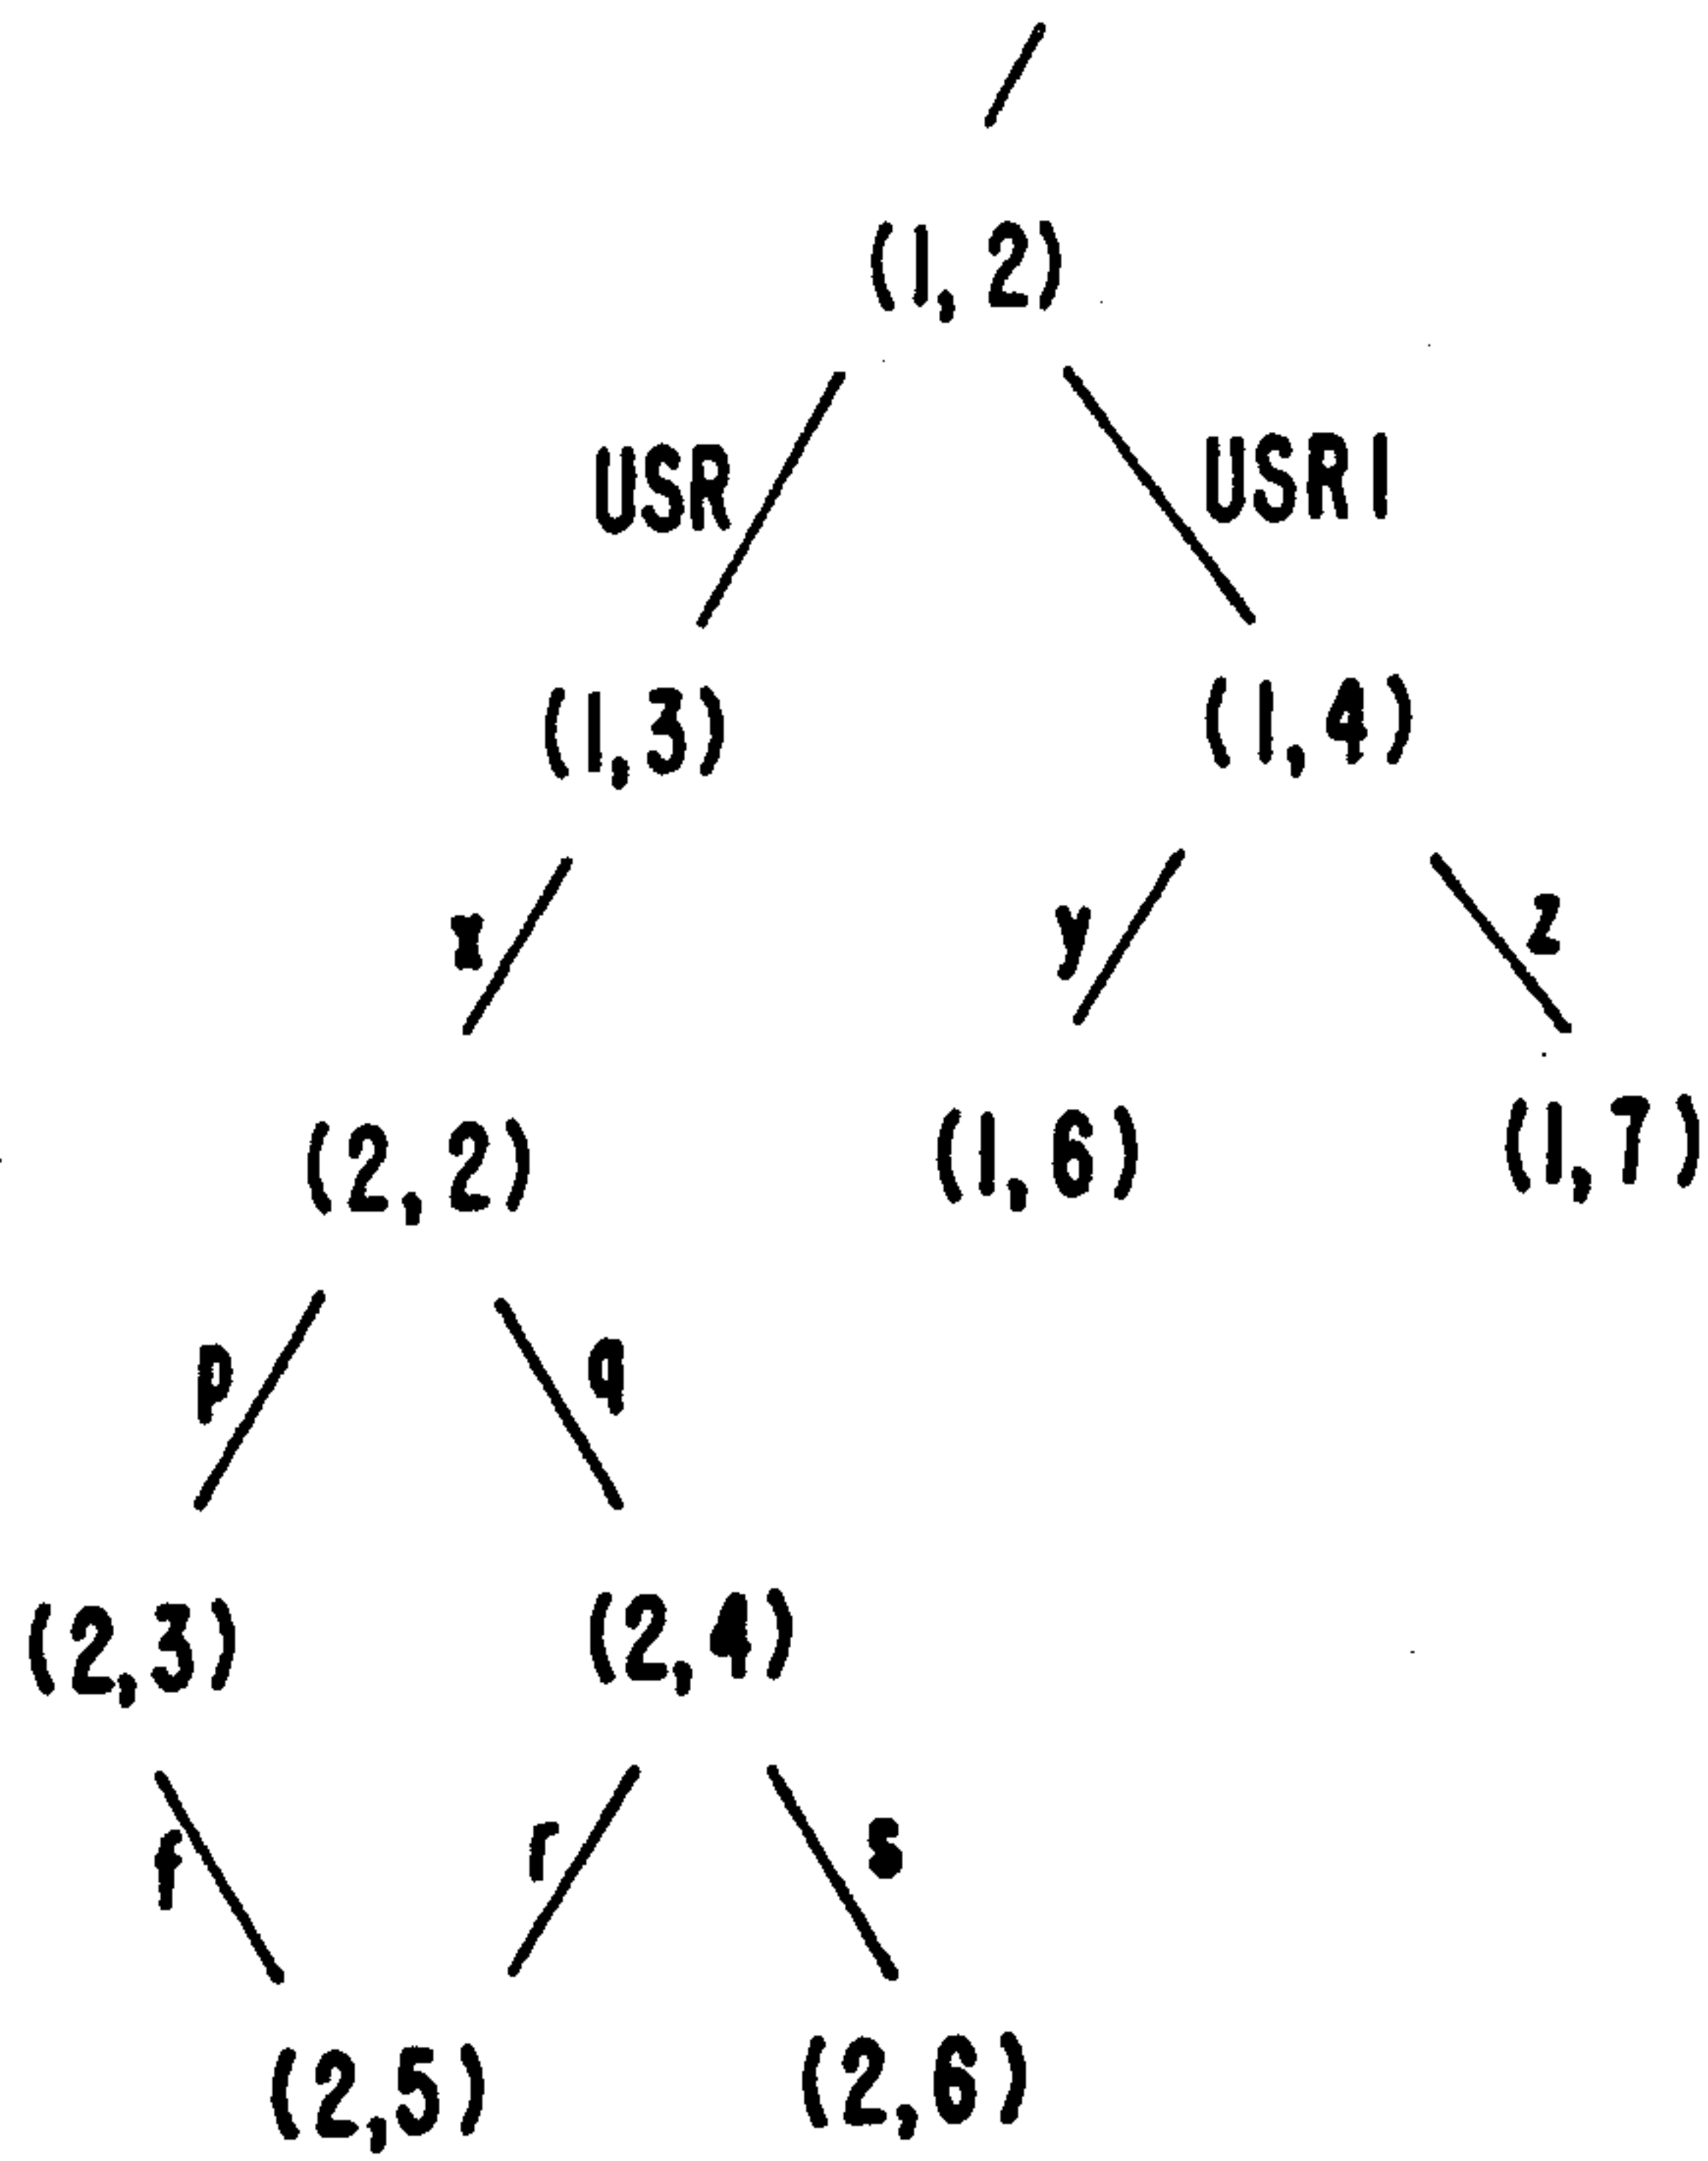 /
(1,2)
USR USR1
(1,3) (1,4)
x y z
(2,2) (1,6) (1,7)
p q
(2,3) (2,4)
f r s
(2,5) (2,6)